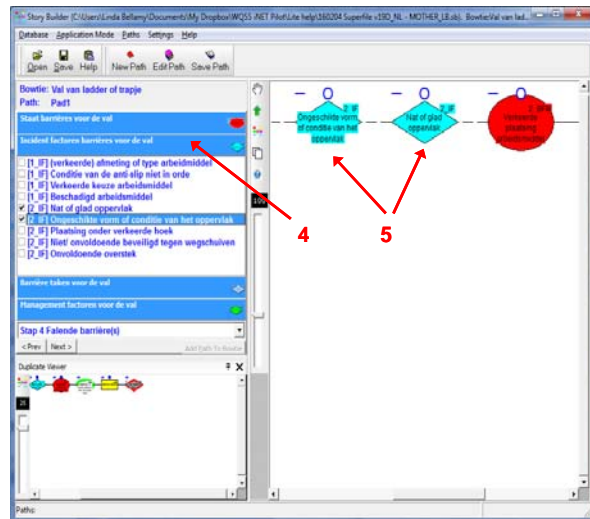 Story Builder [C:\Users\Linda Bellamy\Documents\My Dropbox\WQSS iNET Pilot\Lite help\160204 Superfile v19D_NL - MOTHER_LB.sb]. Bowtie:Val van lad...
Database Application Mode Paths Settings Help
Open Save Help New Path Edit Path Save Path
Bowtie: Val van ladder of trapje
Path: Pad1
Staat barrières voor de val
Incident factoren barrières voor de val
[1_IF] (verkeerde) afmeting of type arbeidmiddel
[1_IF] Conditie van de anti-slip niet in orde
[1_IF] Verkeerde keuze arbeidsmiddel
[1_IF] Beschadigd arbeidsmiddel
[2_IF] Nat of glad oppervlak
[2_IF] Ongeschikte vorm of conditie van het oppervlak
[2_IF] Plaatsing onder verkeerde hoek
[2_IF] Niet/ onvoldoende beveiligd tegen wegschuiven
[2_IF] Onvoldoende overstek
Barrière taken voor de val
Management factoren voor de val
Stap 4 Falende barrière(s)
< Prev Next > Add Path To Bowtie
Duplicate Viewer
25
Paths:
100
2_IF
Ongeschikte vorm
of conditie van het
oppervlak
2_IF
Nat of glad
oppervlak
Verkeerde
plaatsing
arbeidsmiddel
4
5